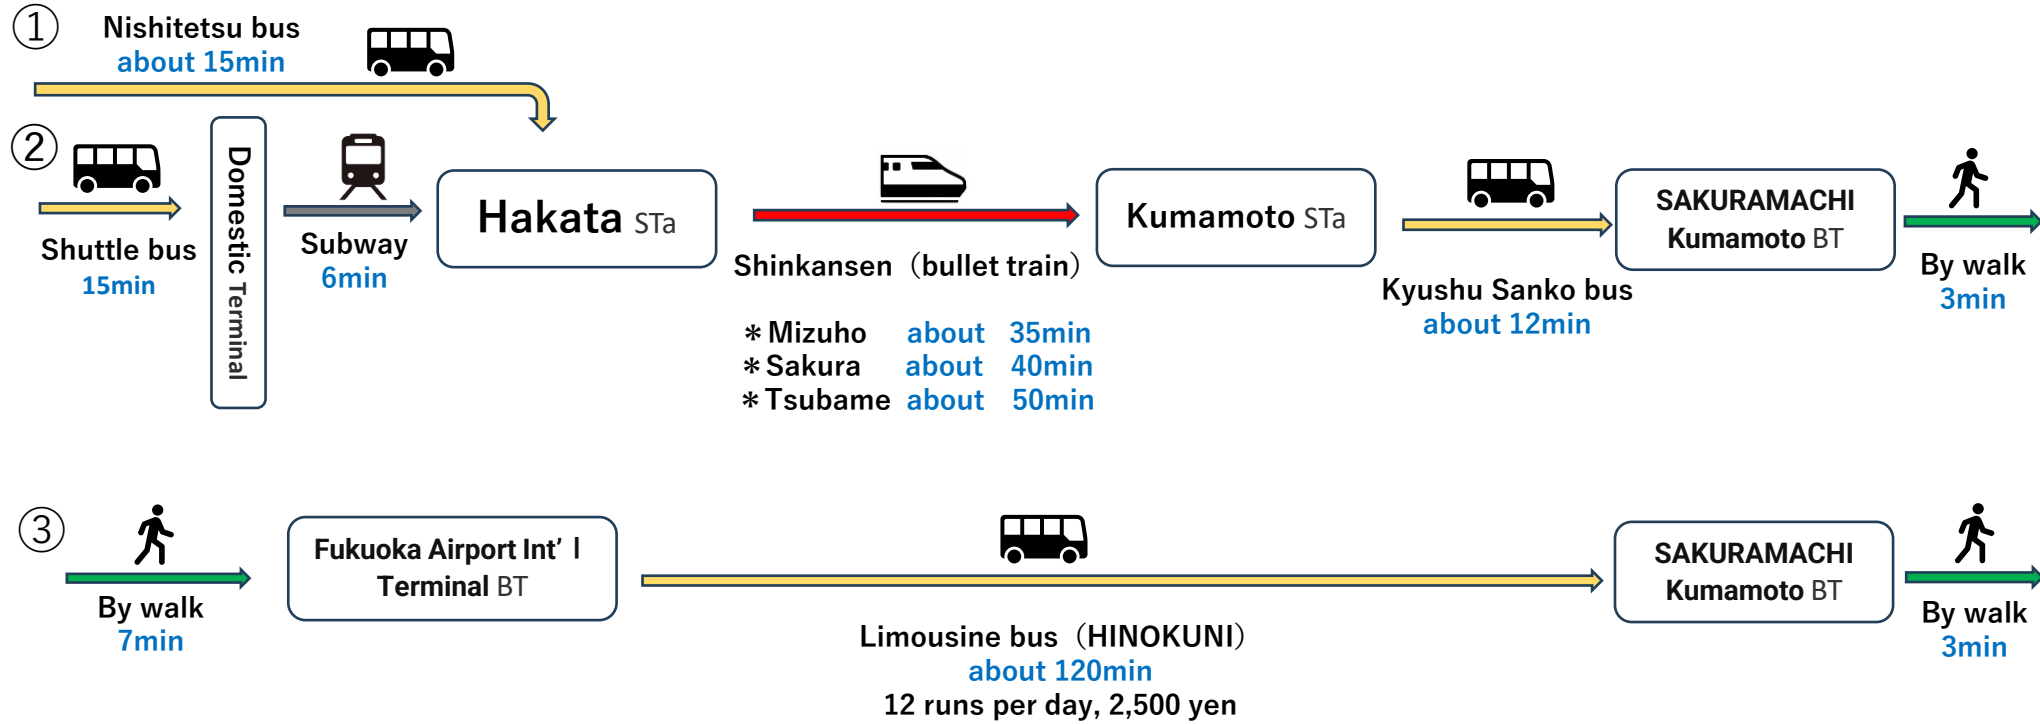 ①
Nishitetsu bus
about 15min
②
Shuttle bus
15min
Domestic Terminal
Subway
6min
Hakata STa
Shinkansen（bullet train）
＊Mizuho about 35min
＊Sakura about 40min
＊Tsubame about 50min
Kumamoto STa
Kyushu Sanko bus
about 12min
SAKURAMACHI
Kumamoto BT
By walk
3min
③
By walk
7min
Fukuoka Airport Int' l
Terminal BT
Limousine bus（HINOKUNI）
about 120min
12 runs per day, 2,500 yen
SAKURAMACHI
Kumamoto BT
By walk
3min